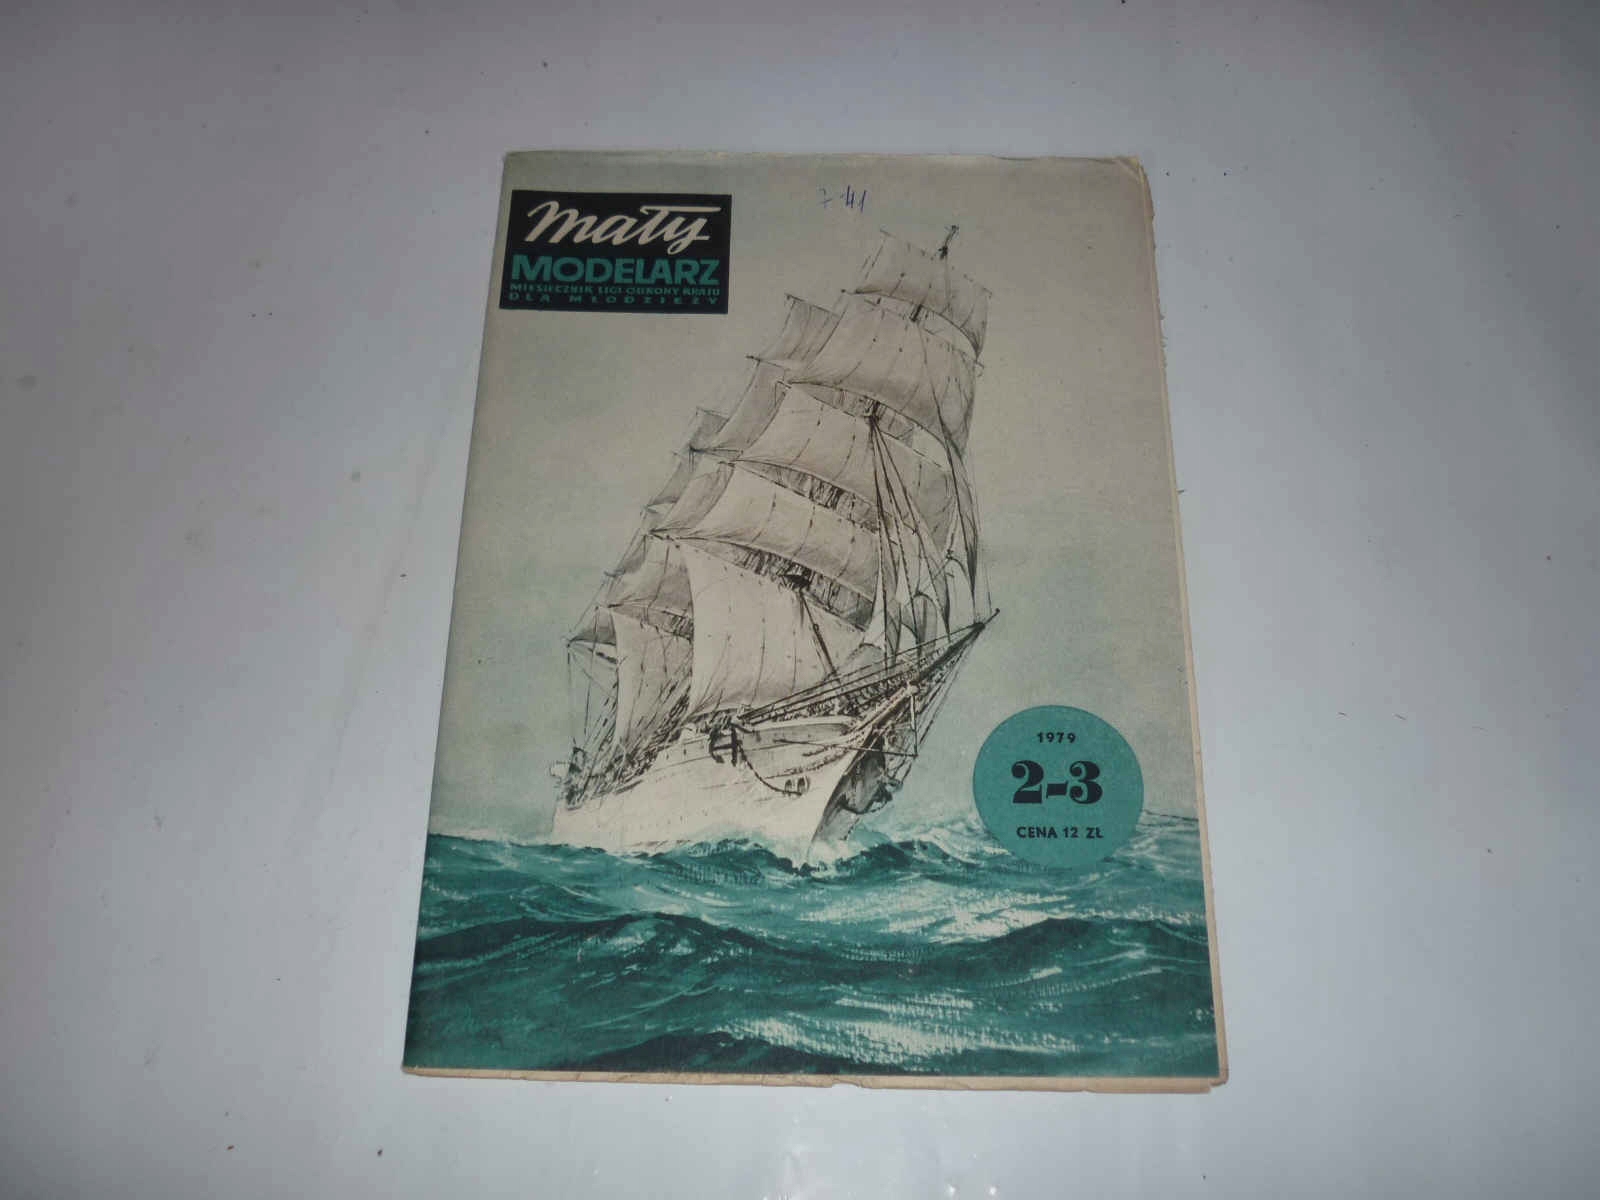 7 41
Mały
MODELARZ
MIESIĘCZNIK LIGI OBRONY KRAJU
DLA MŁODZIEŻY
1979
2-3
CENA 12 ZŁ